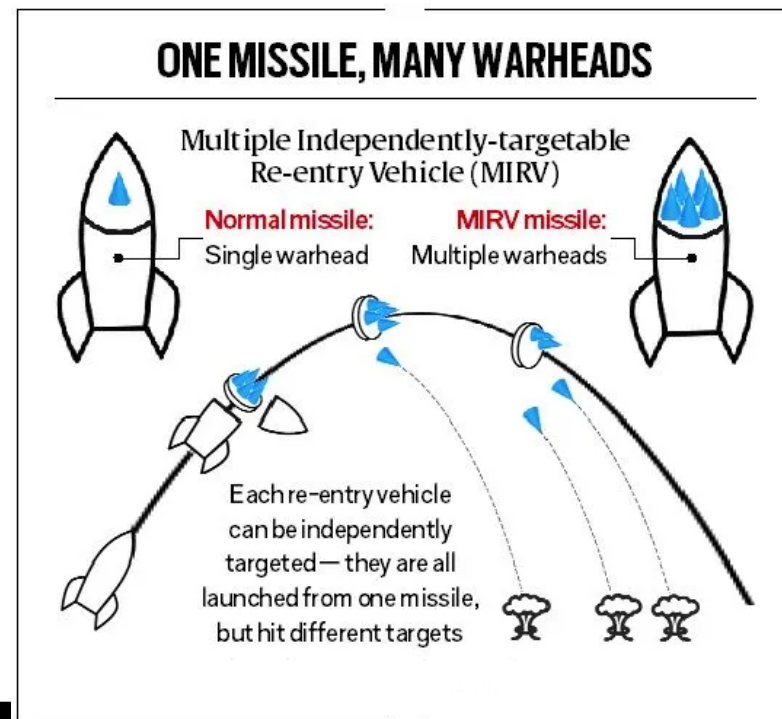 ONE MISSILE, MANY WARHEADS
Multiple Independently-targetable
Re-entry Vehicle (MIRV)
Normal missile:
Single warhead
MIRV missile:
Multiple warheads
Each re-entry vehicle
can be independently
targeted — they are all
launched from one missile,
but hit different targets